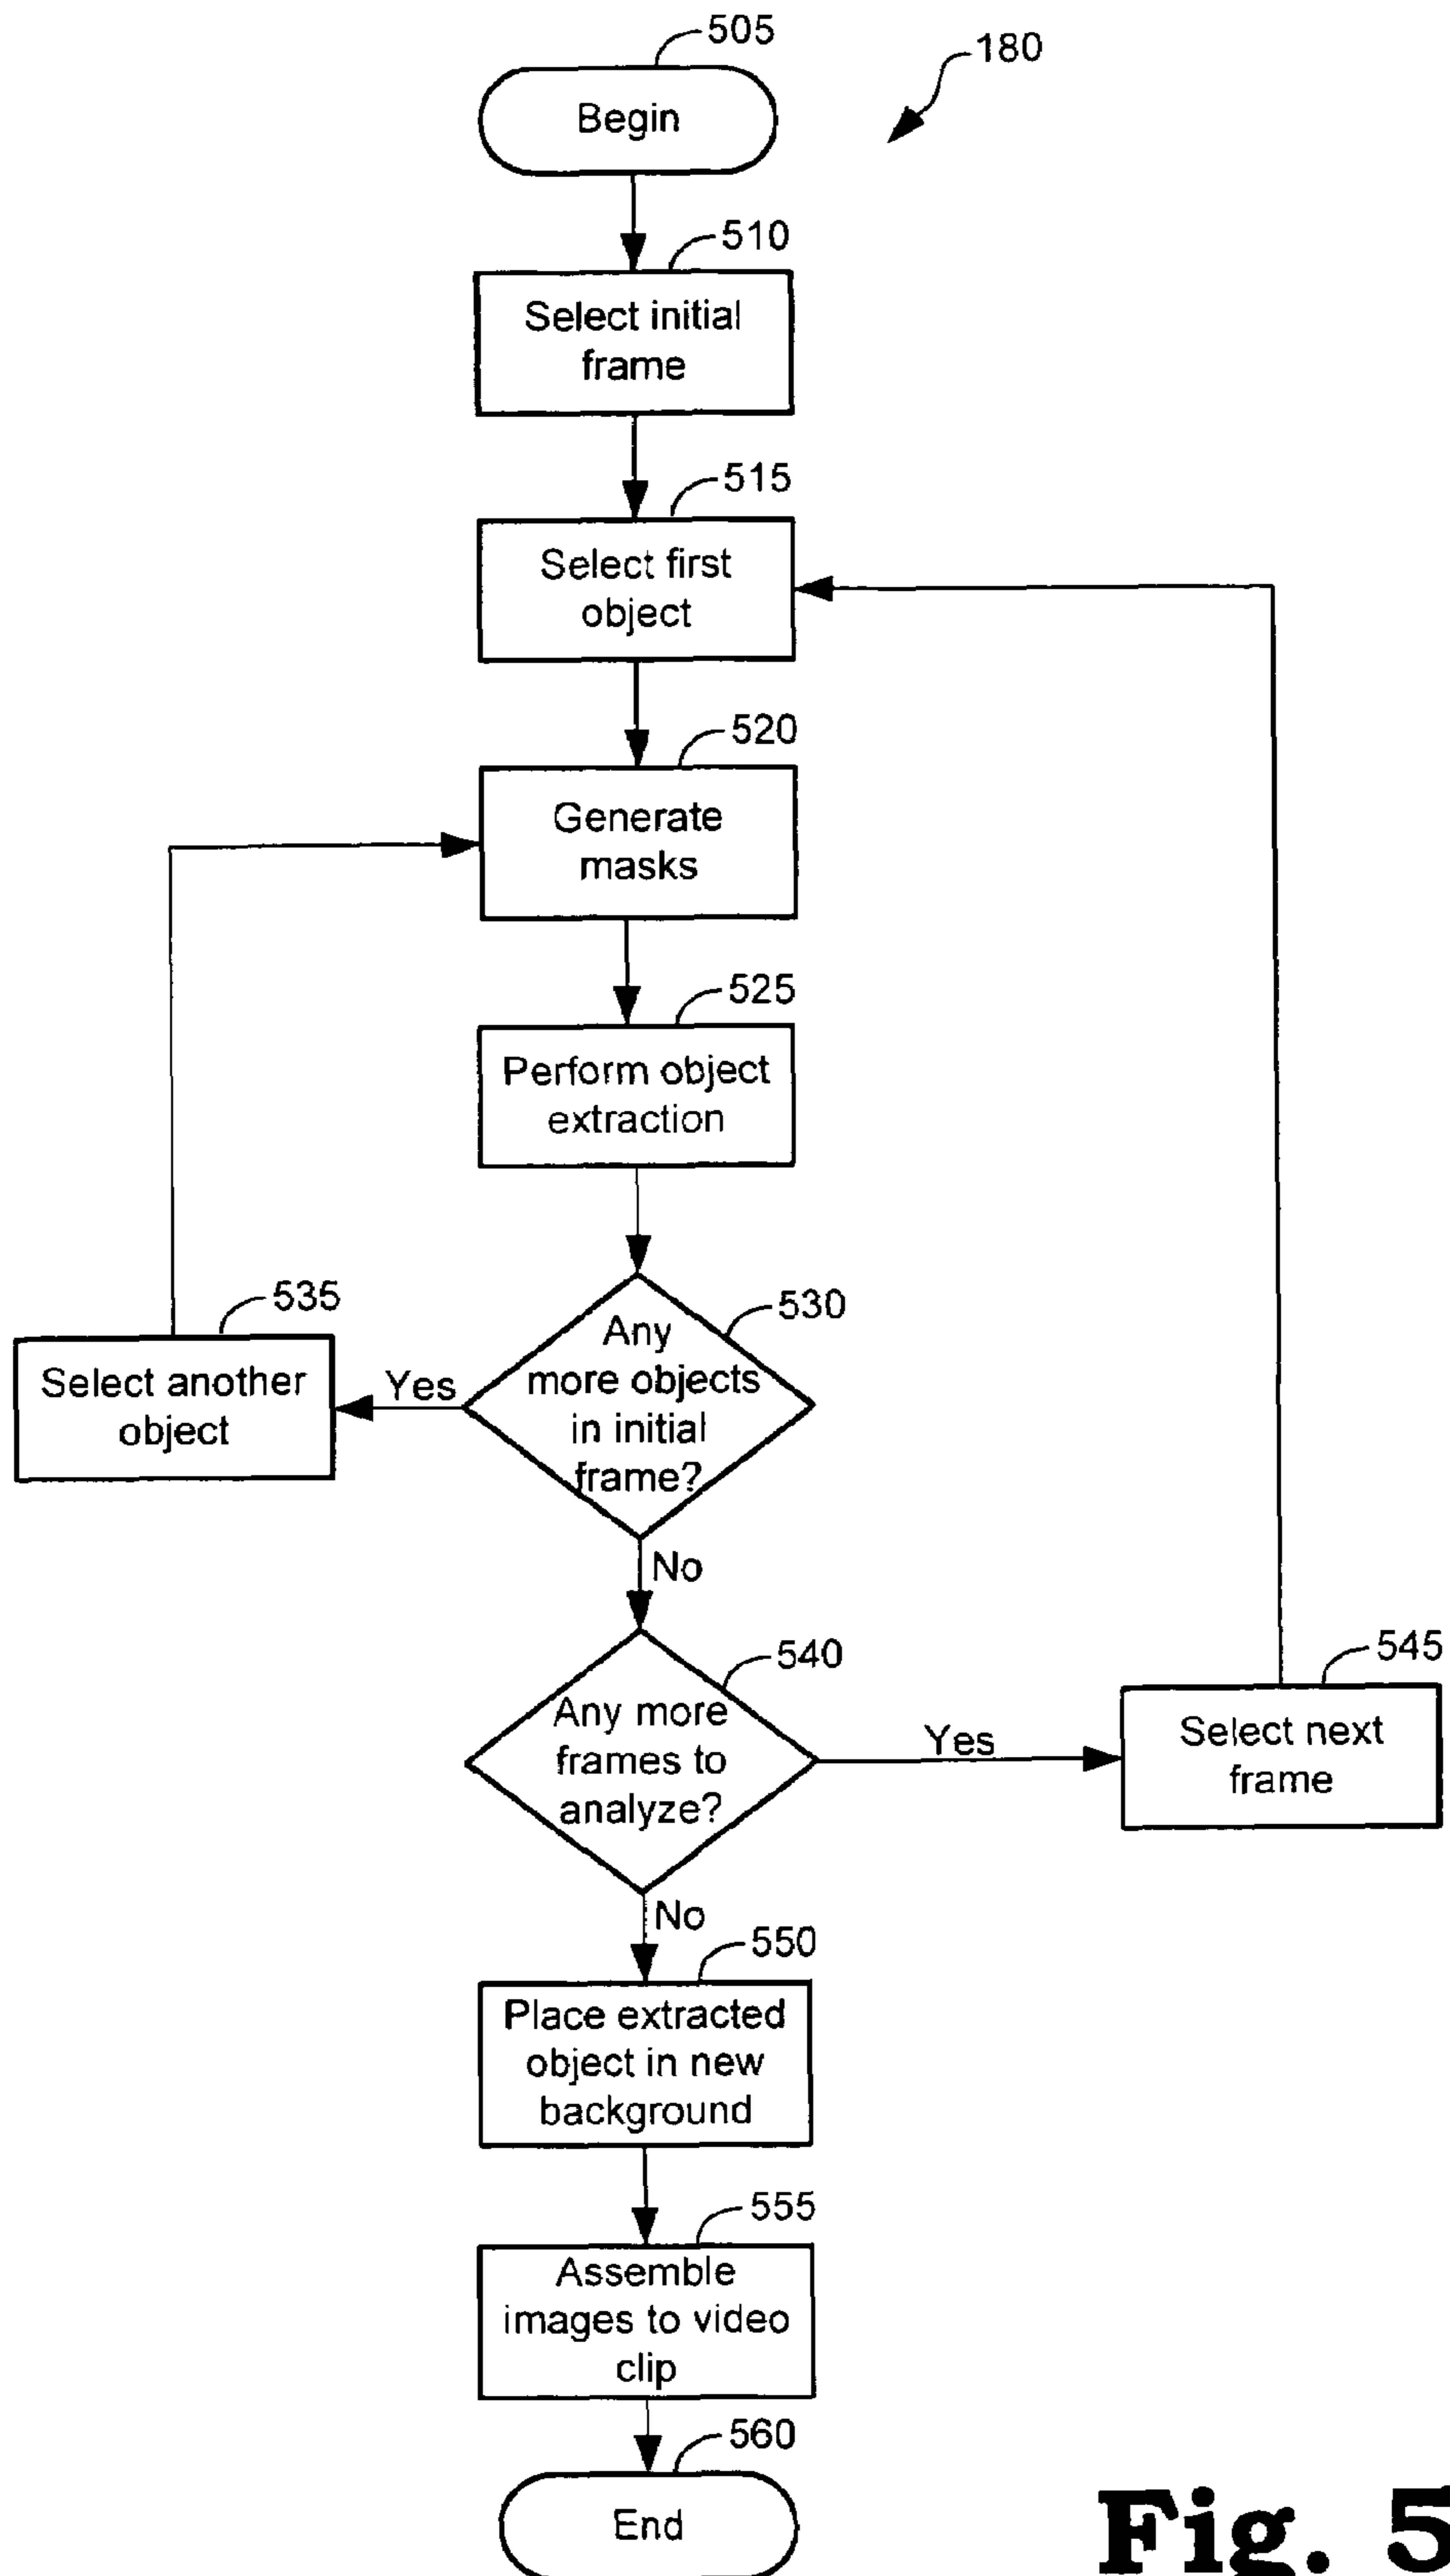 505
180
Begin
510
Select initial
frame
515
Select first
object
520
Generate
masks
525
Perform object
extraction
530
Any
more objects
in initial
frame?
535
Select another
object
Yes
No
540
Any more
frames to
analyze?
Yes
545
Select next
frame
No
550
Place extracted
object in new
background
555
Assemble
images to video
clip
560
End
Fig. 5